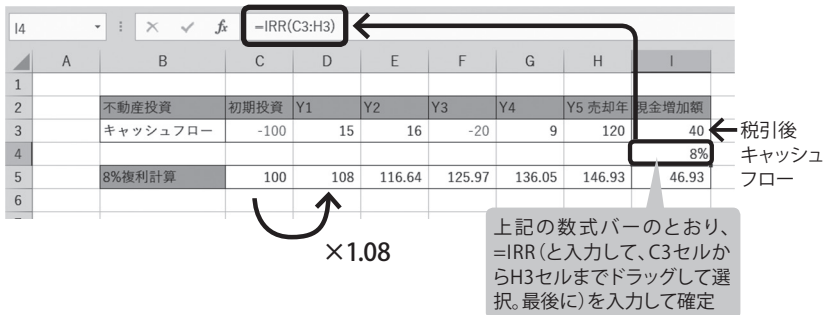 I4 fx =IRR(C3:H3)
A B C D E F G H I
1
2 不動産投資 初期投資 Y1 Y2 Y3 Y4 Y5 売却年 現金増加額
3 キャッシュフロー -100 15 16 -20 9 120 40
4 8%
5 8%複利計算 100 108 116.64 125.97 136.05 146.93 46.93
6
税引後
キャッシュ
フロー
×1.08
上記の数式バーのとおり、
=IRR(と入力して、C3セルか
らH3セルまでドラッグして選
択。最後に)を入力して確定